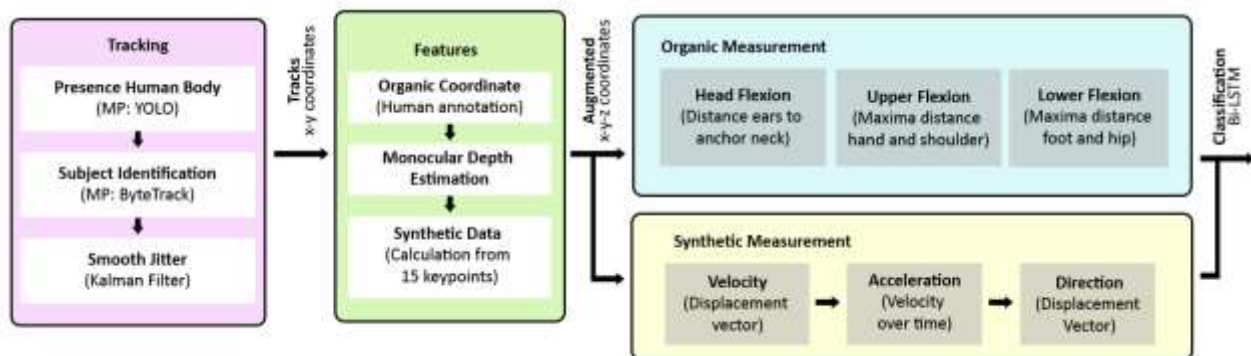 Tracking
Presence Human Body
(MP: YOLO)
Subject Identification
(MP: ByteTrack)
Smooth Jitter
(Kalman Filter)
Tracks
x-y coordinates
Features
Organic Coordinate
(Human annotation)
Monocular Depth
Estimation
Synthetic Data
(Calculation from
15 keypoints)
Augmented
x-y-z coordinates
Organic Measurement
Head Flexion
(Distance ears to
anchor neck)
Upper Flexion
(Maxima distance
hand and shoulder)
Lower Flexion
(Maxima distance
foot and hip)
Synthetic Measurement
Velocity
(Displacement
vector)
Acceleration
(Velocity
over time)
Direction
(Displacement
Vector)
Classification
Bi-LSTM